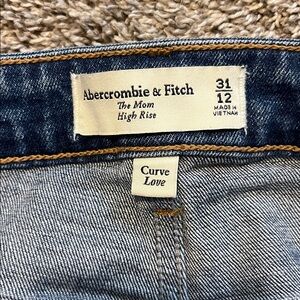 Abercrombie & Fitch
The Mom
High Rise
31
12
MADE IN
VIETNAM
Curve
Love